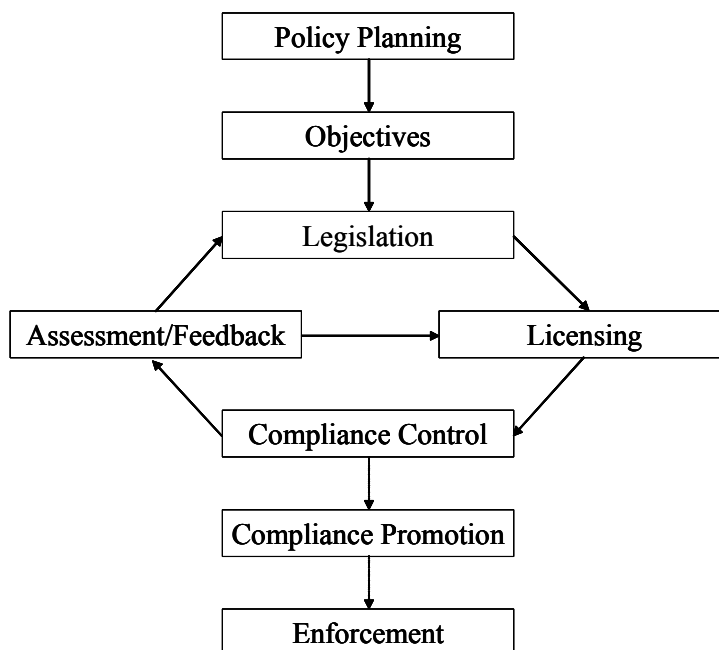 Policy Planning
Objectives
Legislation
Assessment/Feedback
Licensing
Compliance Control
Compliance Promotion
Enforcement